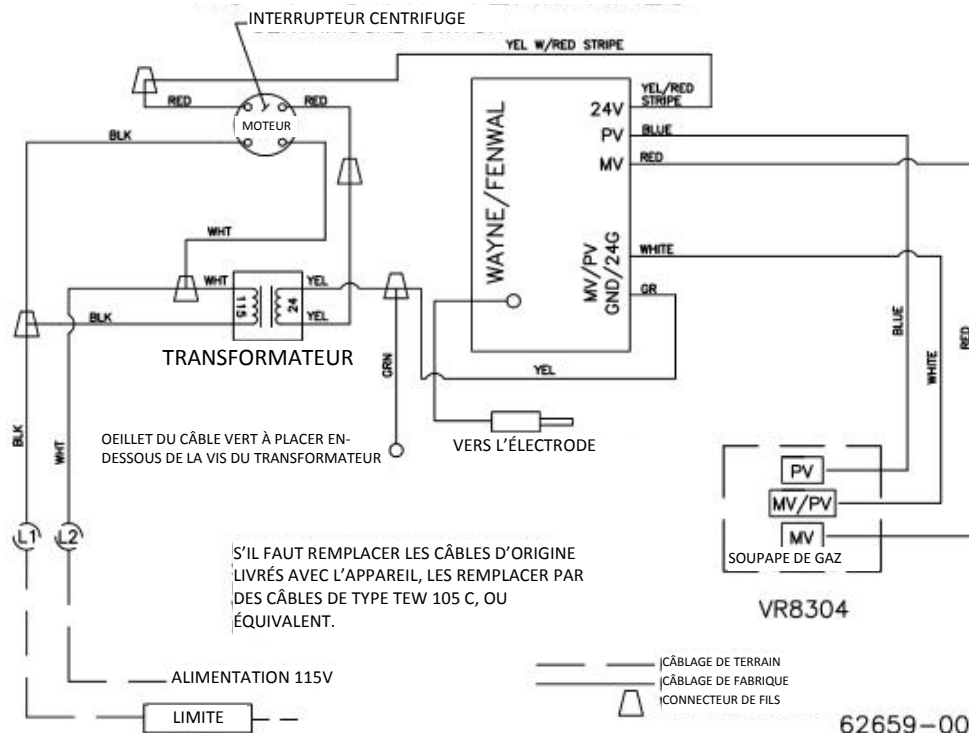 INTERRUPTEUR CENTRIFUGE
YEL W/RED STRIPE
YEL/RED
STRIPE
24V
RED
RED
MOTEUR
BLK
PV
BLUE
MV
RED
WAYNE/FENWAL
WHT
WHT
115
24
YEL
YEL
BLK
TRANSFORMATEUR
MV/PV
GND/24G
WHITE
GR
GRN
YEL
BLUE
WHITE
RED
BLK
WHT
OEILLET DU CÂBLE VERT À PLACER EN-
DESSOUS DE LA VIS DU TRANSFORMATEUR
VERS L'ÉLECTRODE
PV
MV/PV
MV
SOUPAPE DE GAZ
VR8304
L1
L2
S'IL FAUT REMPLACER LES CÂBLES D'ORIGINE
LIVRÉS AVEC L'APPAREIL, LES REMPLACER PAR
DES CÂBLES DE TYPE TEW 105 C, OU
ÉQUIVALENT.
ALIMENTATION 115V
LIMITE
CÂBLAGE DE TERRAIN
CÂBLAGE DE FABRIQUE
CONNECTEUR DE FILS
62659-00